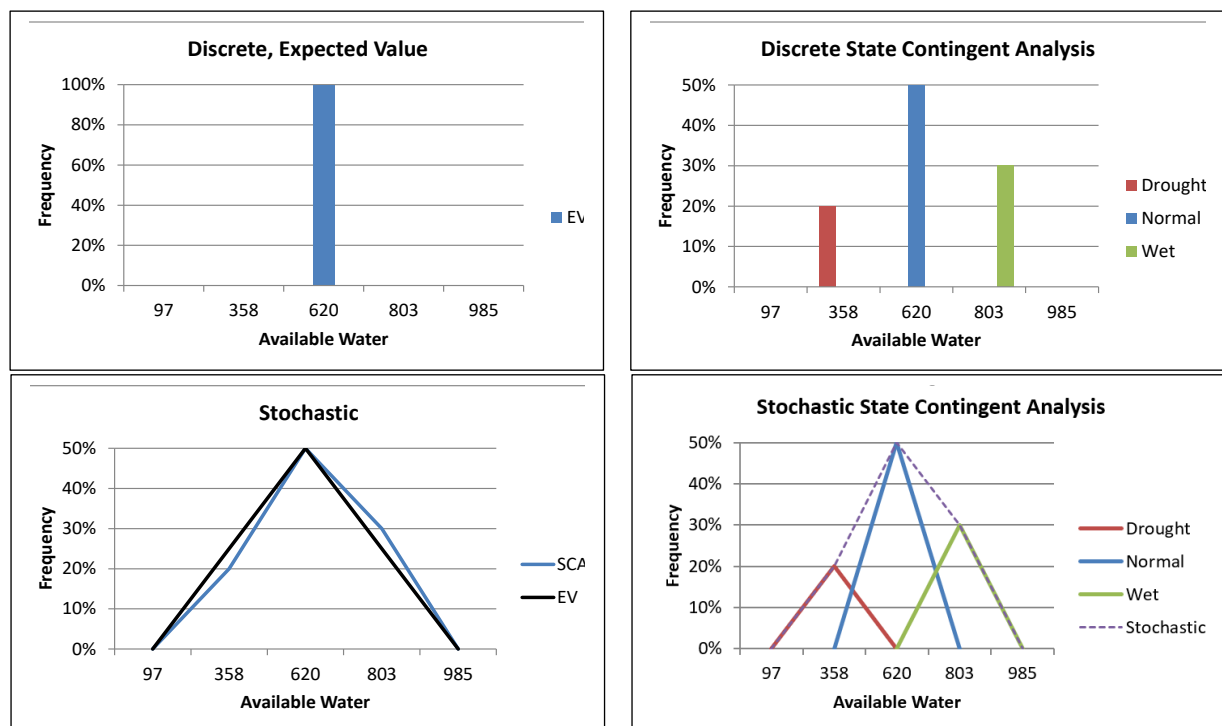 Discrete, Expected Value
100%
80%
60%
40%
20%
0%
Frequency
97 358 620 803 985
Available Water
EV
Discrete State Contingent Analysis
50%
40%
30%
20%
10%
0%
Frequency
97 358 620 803 985
Available Water
Drought
Normal
Wet
Stochastic
50%
40%
30%
20%
10%
0%
Frequency
97 358 620 803 985
Available Water
SCA
EV
Stochastic State Contingent Analysis
50%
40%
30%
20%
10%
0%
Frequency
97 358 620 803 985
Available Water
Drought
Normal
Wet
Stochastic